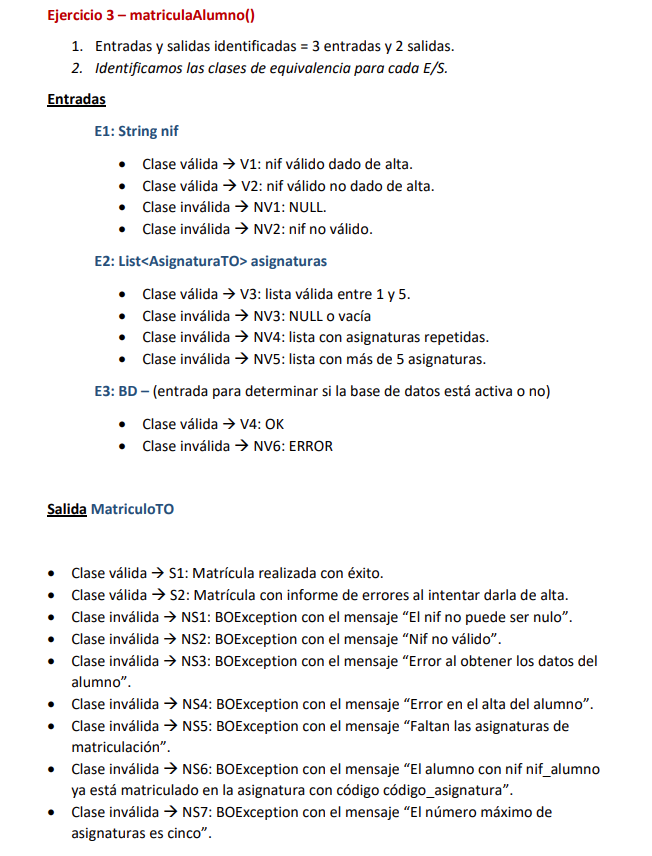 Ejercicio 3 – matriculaAlumno()
1. Entradas y salidas identificadas = 3 entradas y 2 salidas.
2. Identificamos las clases de equivalencia para cada E/S.
Entradas
E1: String nif
• Clase válida → V1: nif válido dado de alta.
• Clase válida → V2: nif válido no dado de alta.
• Clase inválida → NV1: NULL.
• Clase inválida → NV2: nif no válido.
E2: List<AsignaturaTO> asignaturas
• Clase válida → V3: lista válida entre 1 y 5.
• Clase inválida → NV3: NULL o vacía
• Clase inválida → NV4: lista con asignaturas repetidas.
• Clase inválida → NV5: lista con más de 5 asignaturas.
E3: BD – (entrada para determinar si la base de datos está activa o no)
• Clase válida → V4: OK
• Clase inválida → NV6: ERROR
Salida MatriculoTO
• Clase válida → S1: Matrícula realizada con éxito.
• Clase válida → S2: Matrícula con informe de errores al intentar darla de alta.
• Clase inválida → NS1: BOException con el mensaje “El nif no puede ser nulo”.
• Clase inválida → NS2: BOException con el mensaje “Nif no válido”.
• Clase inválida → NS3: BOException con el mensaje “Error al obtener los datos del
alumno”.
• Clase inválida → NS4: BOException con el mensaje “Error en el alta del alumno”.
• Clase inválida → NS5: BOException con el mensaje “Faltan las asignaturas de
matriculación”.
• Clase inválida → NS6: BOException con el mensaje “El alumno con nif nif_alumno
ya está matriculado en la asignatura con código código_asignatura”.
• Clase inválida → NS7: BOException con el mensaje “El número máximo de
asignaturas es cinco”.